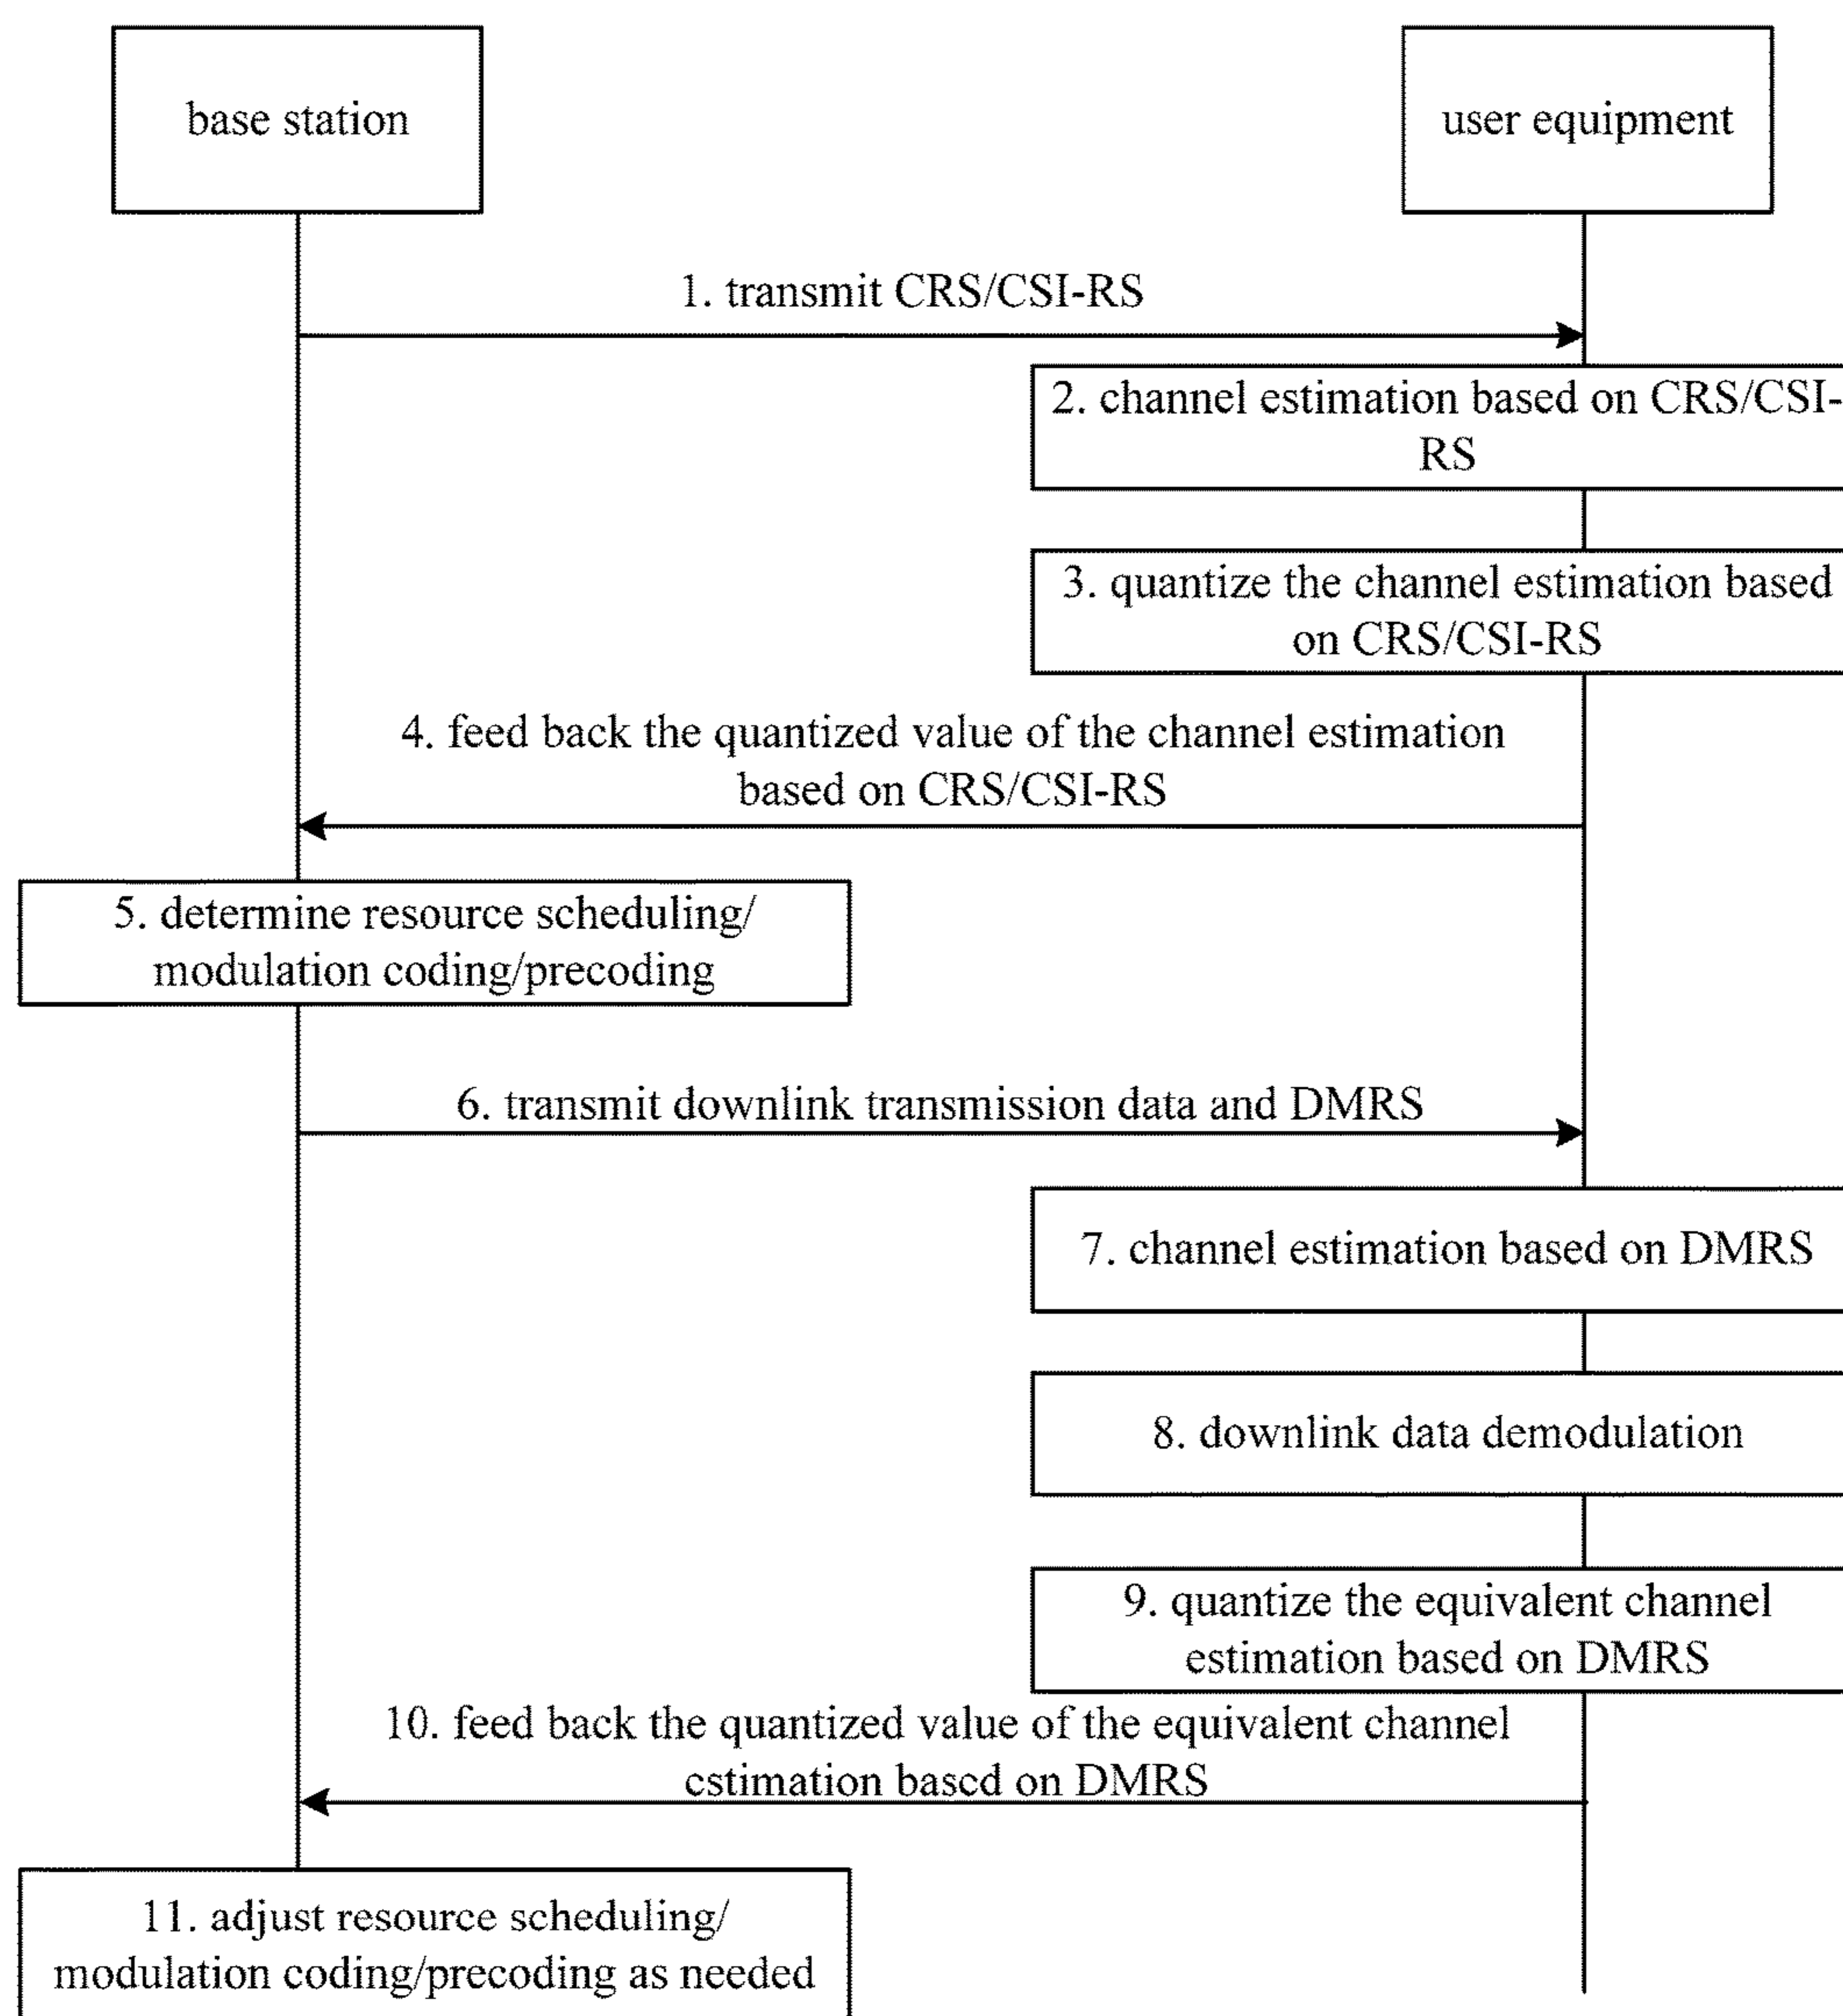 base station
user equipment
1. transmit CRS/CSI-RS
2. channel estimation based on CRS/CSI-
RS
3. quantize the channel estimation based
on CRS/CSI-RS
4. feed back the quantized value of the channel estimation
based on CRS/CSI-RS
5. determine resource scheduling/
modulation coding/precoding
6. transmit downlink transmission data and DMRS
7. channel estimation based on DMRS
8. downlink data demodulation
9. quantize the equivalent channel
estimation based on DMRS
10. feed back the quantized value of the equivalent channel
estimation based on DMRS
11. adjust resource scheduling/
modulation coding/precoding as needed